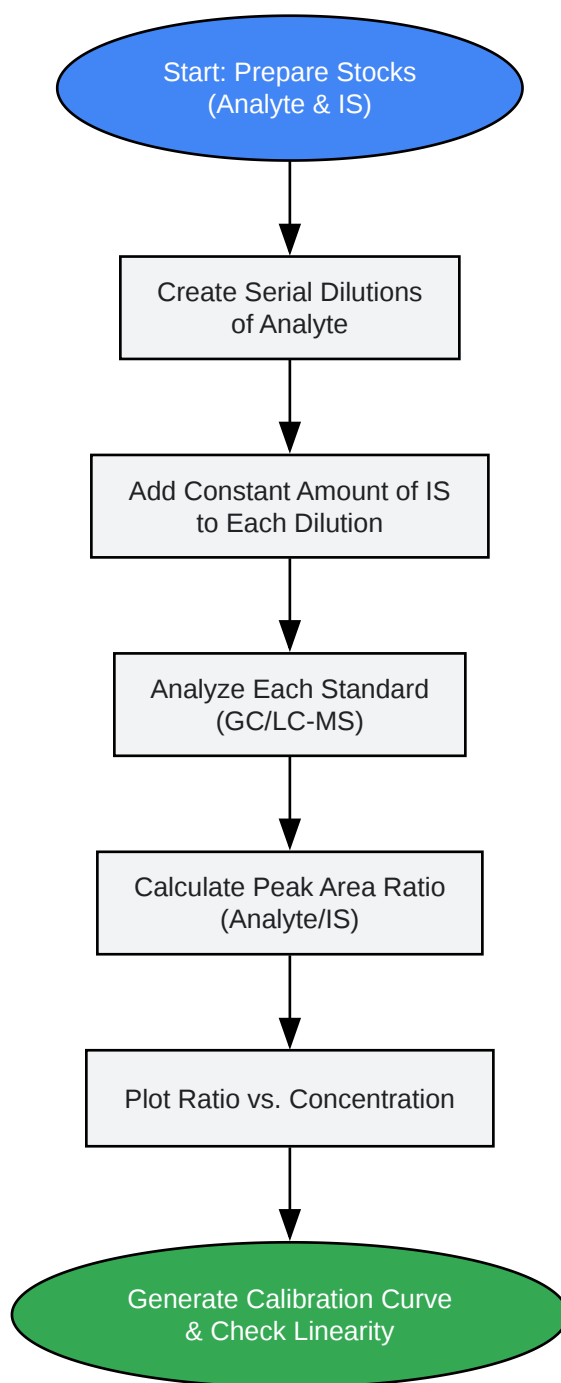 Start: Prepare Stocks
(Analyte & IS)
Create Serial Dilutions
of Analyte
Add Constant Amount of IS
to Each Dilution
Analyze Each Standard
(GC/LC-MS)
Calculate Peak Area Ratio
(Analyte/IS)
Plot Ratio vs. Concentration
Generate Calibration Curve
& Check Linearity